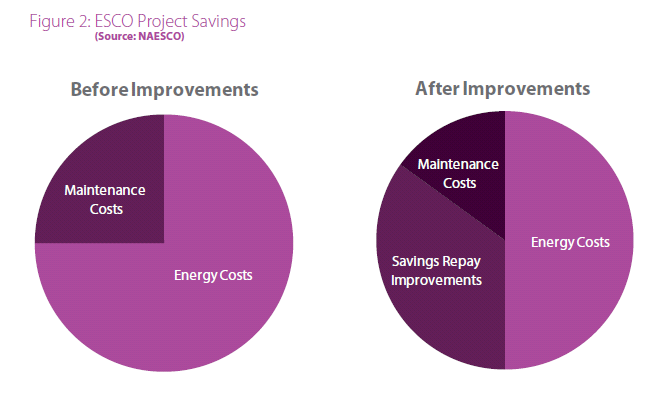 Figure 2: ESCO Project Savings
(Source: NAESCO)
Before Improvements
After Improvements
Maintenance
Costs
Energy Costs
Maintenance
Costs
Savings Repay
Improvements
Energy Costs